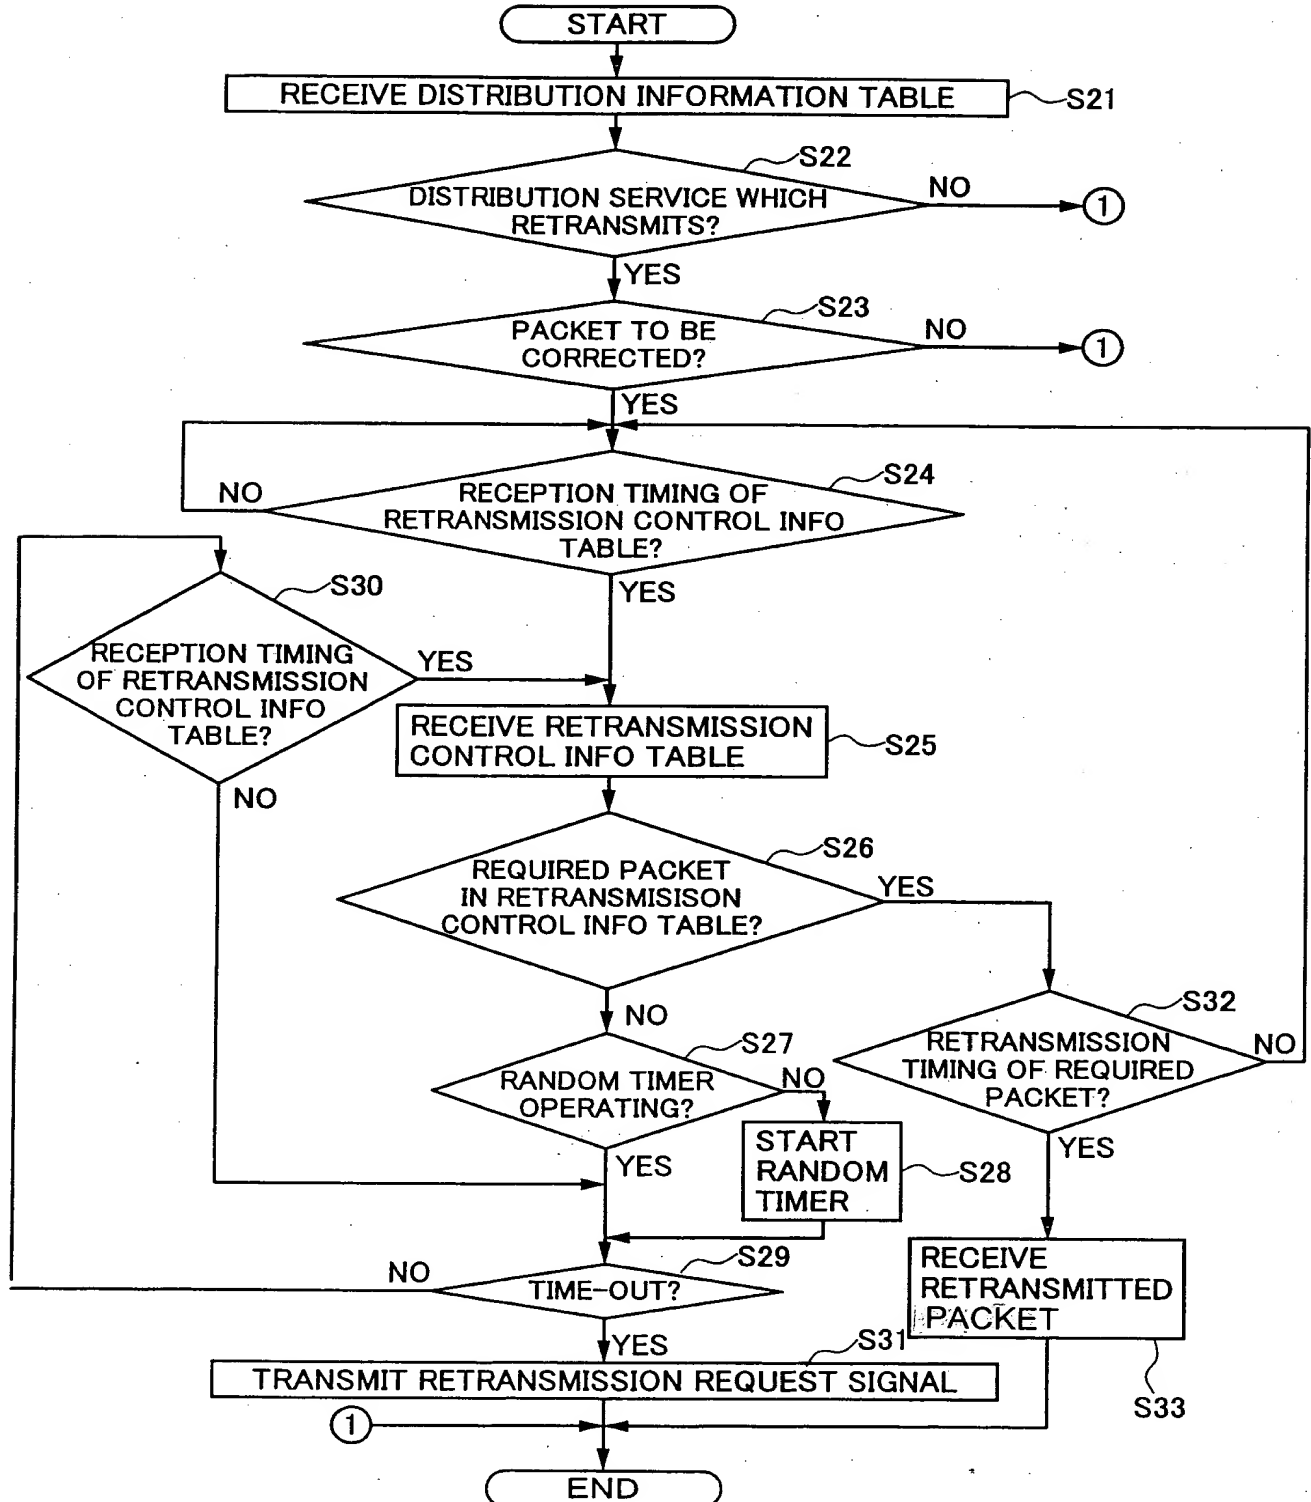 START
RECEIVE DISTRIBUTION INFORMATION TABLE
S21
S22
DISTRIBUTION SERVICE WHICH
RETRANSMITS?
NO
1
YES
S23
PACKET TO BE
CORRECTED?
NO
1
YES
S24
NO
RECEPTION TIMING OF
RETRANSMISSION CONTROL INFO
TABLE?
YES
S30
RECEPTION TIMING
OF RETRANSMISSION
CONTROL INFO
TABLE?
YES
NO
RECEIVE RETRANSMISSION
CONTROL INFO TABLE
S25
S26
REQUIRED PACKET
IN RETRANSMISISON
CONTROL INFO TABLE?
YES
NO
S32
RETRANSMISSION
TIMING OF REQUIRED
PACKET?
NO
YES
S27
RANDOM TIMER
OPERATING?
NO
YES
START
RANDOM
TIMER
S28
S29
TIME-OUT?
NO
YES
RECEIVE
RETRANSMITTED
PACKET
S33
S31
TRANSMIT RETRANSMISSION REQUEST SIGNAL
1
END